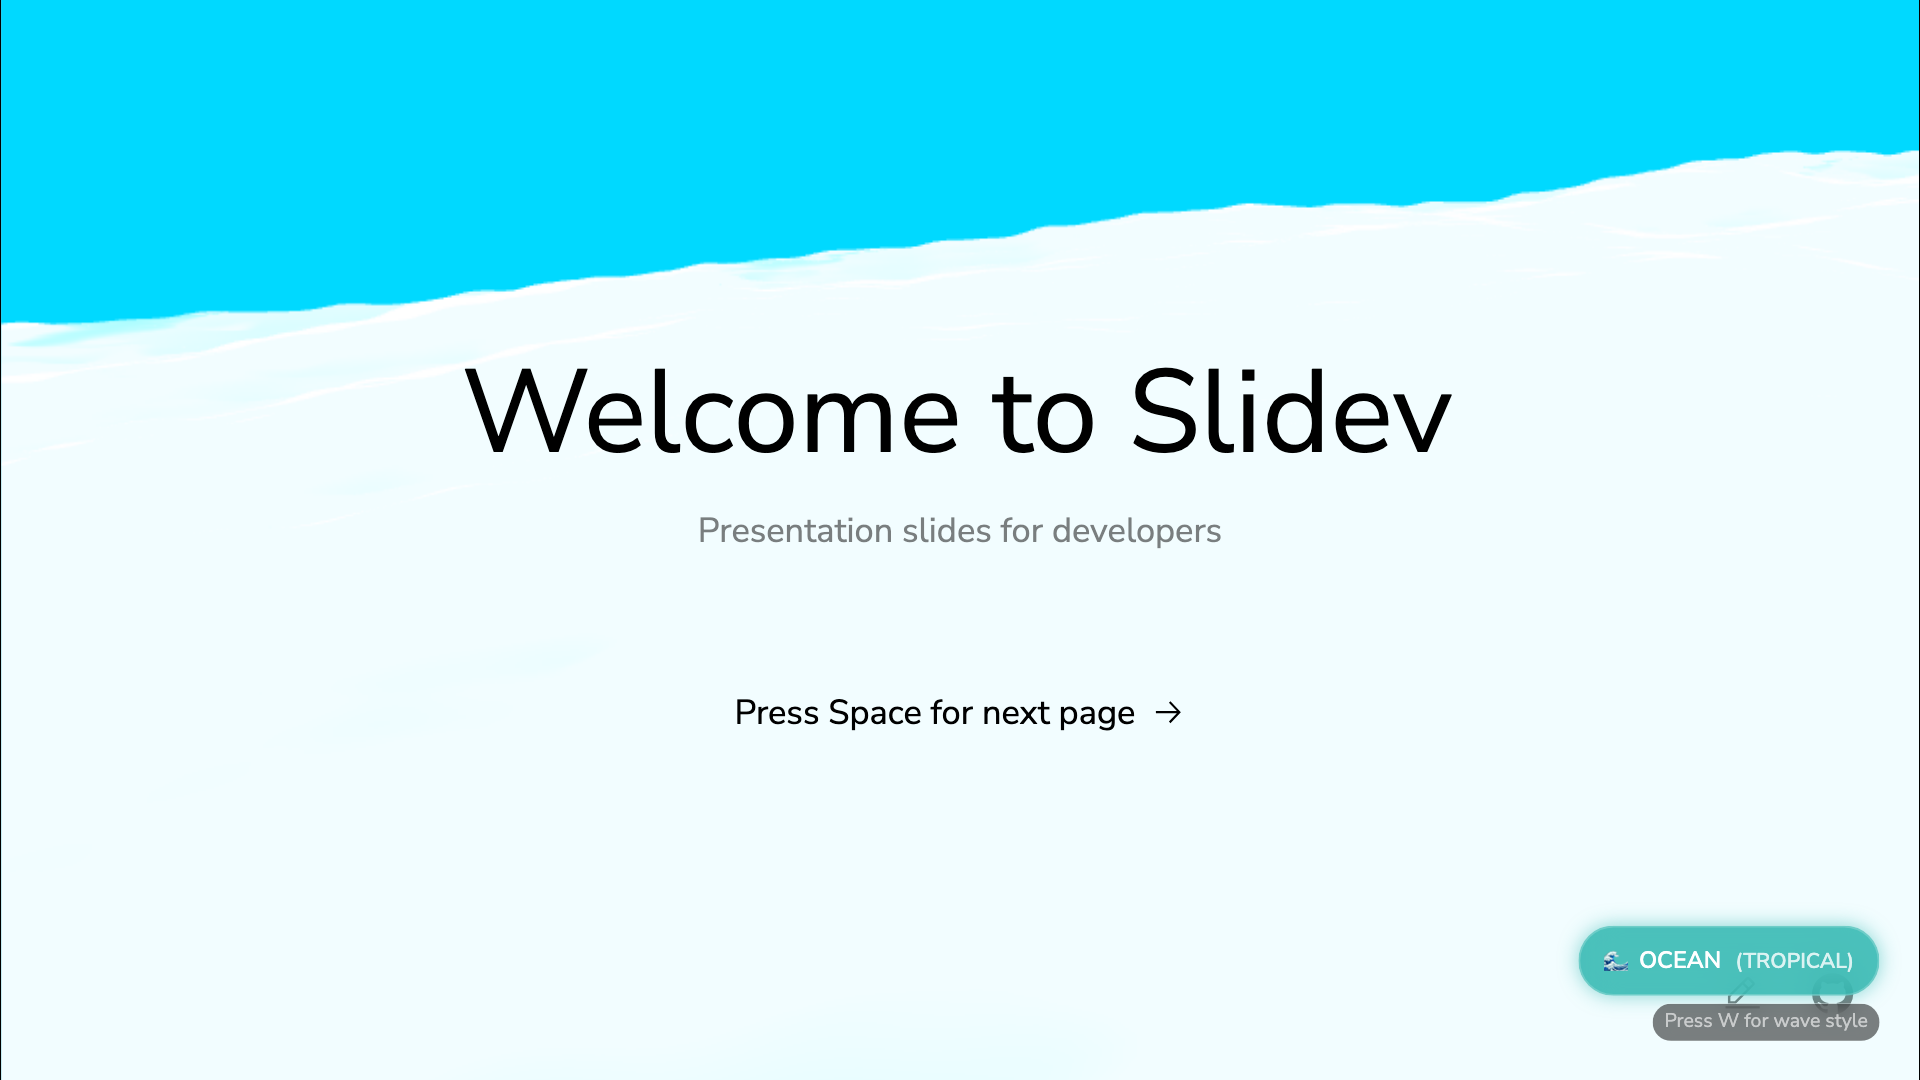 Welcome to Slidev
Presentation slides for developers
Press Space for next page →
🌊 OCEAN (TROPICAL)
Press W for wave style